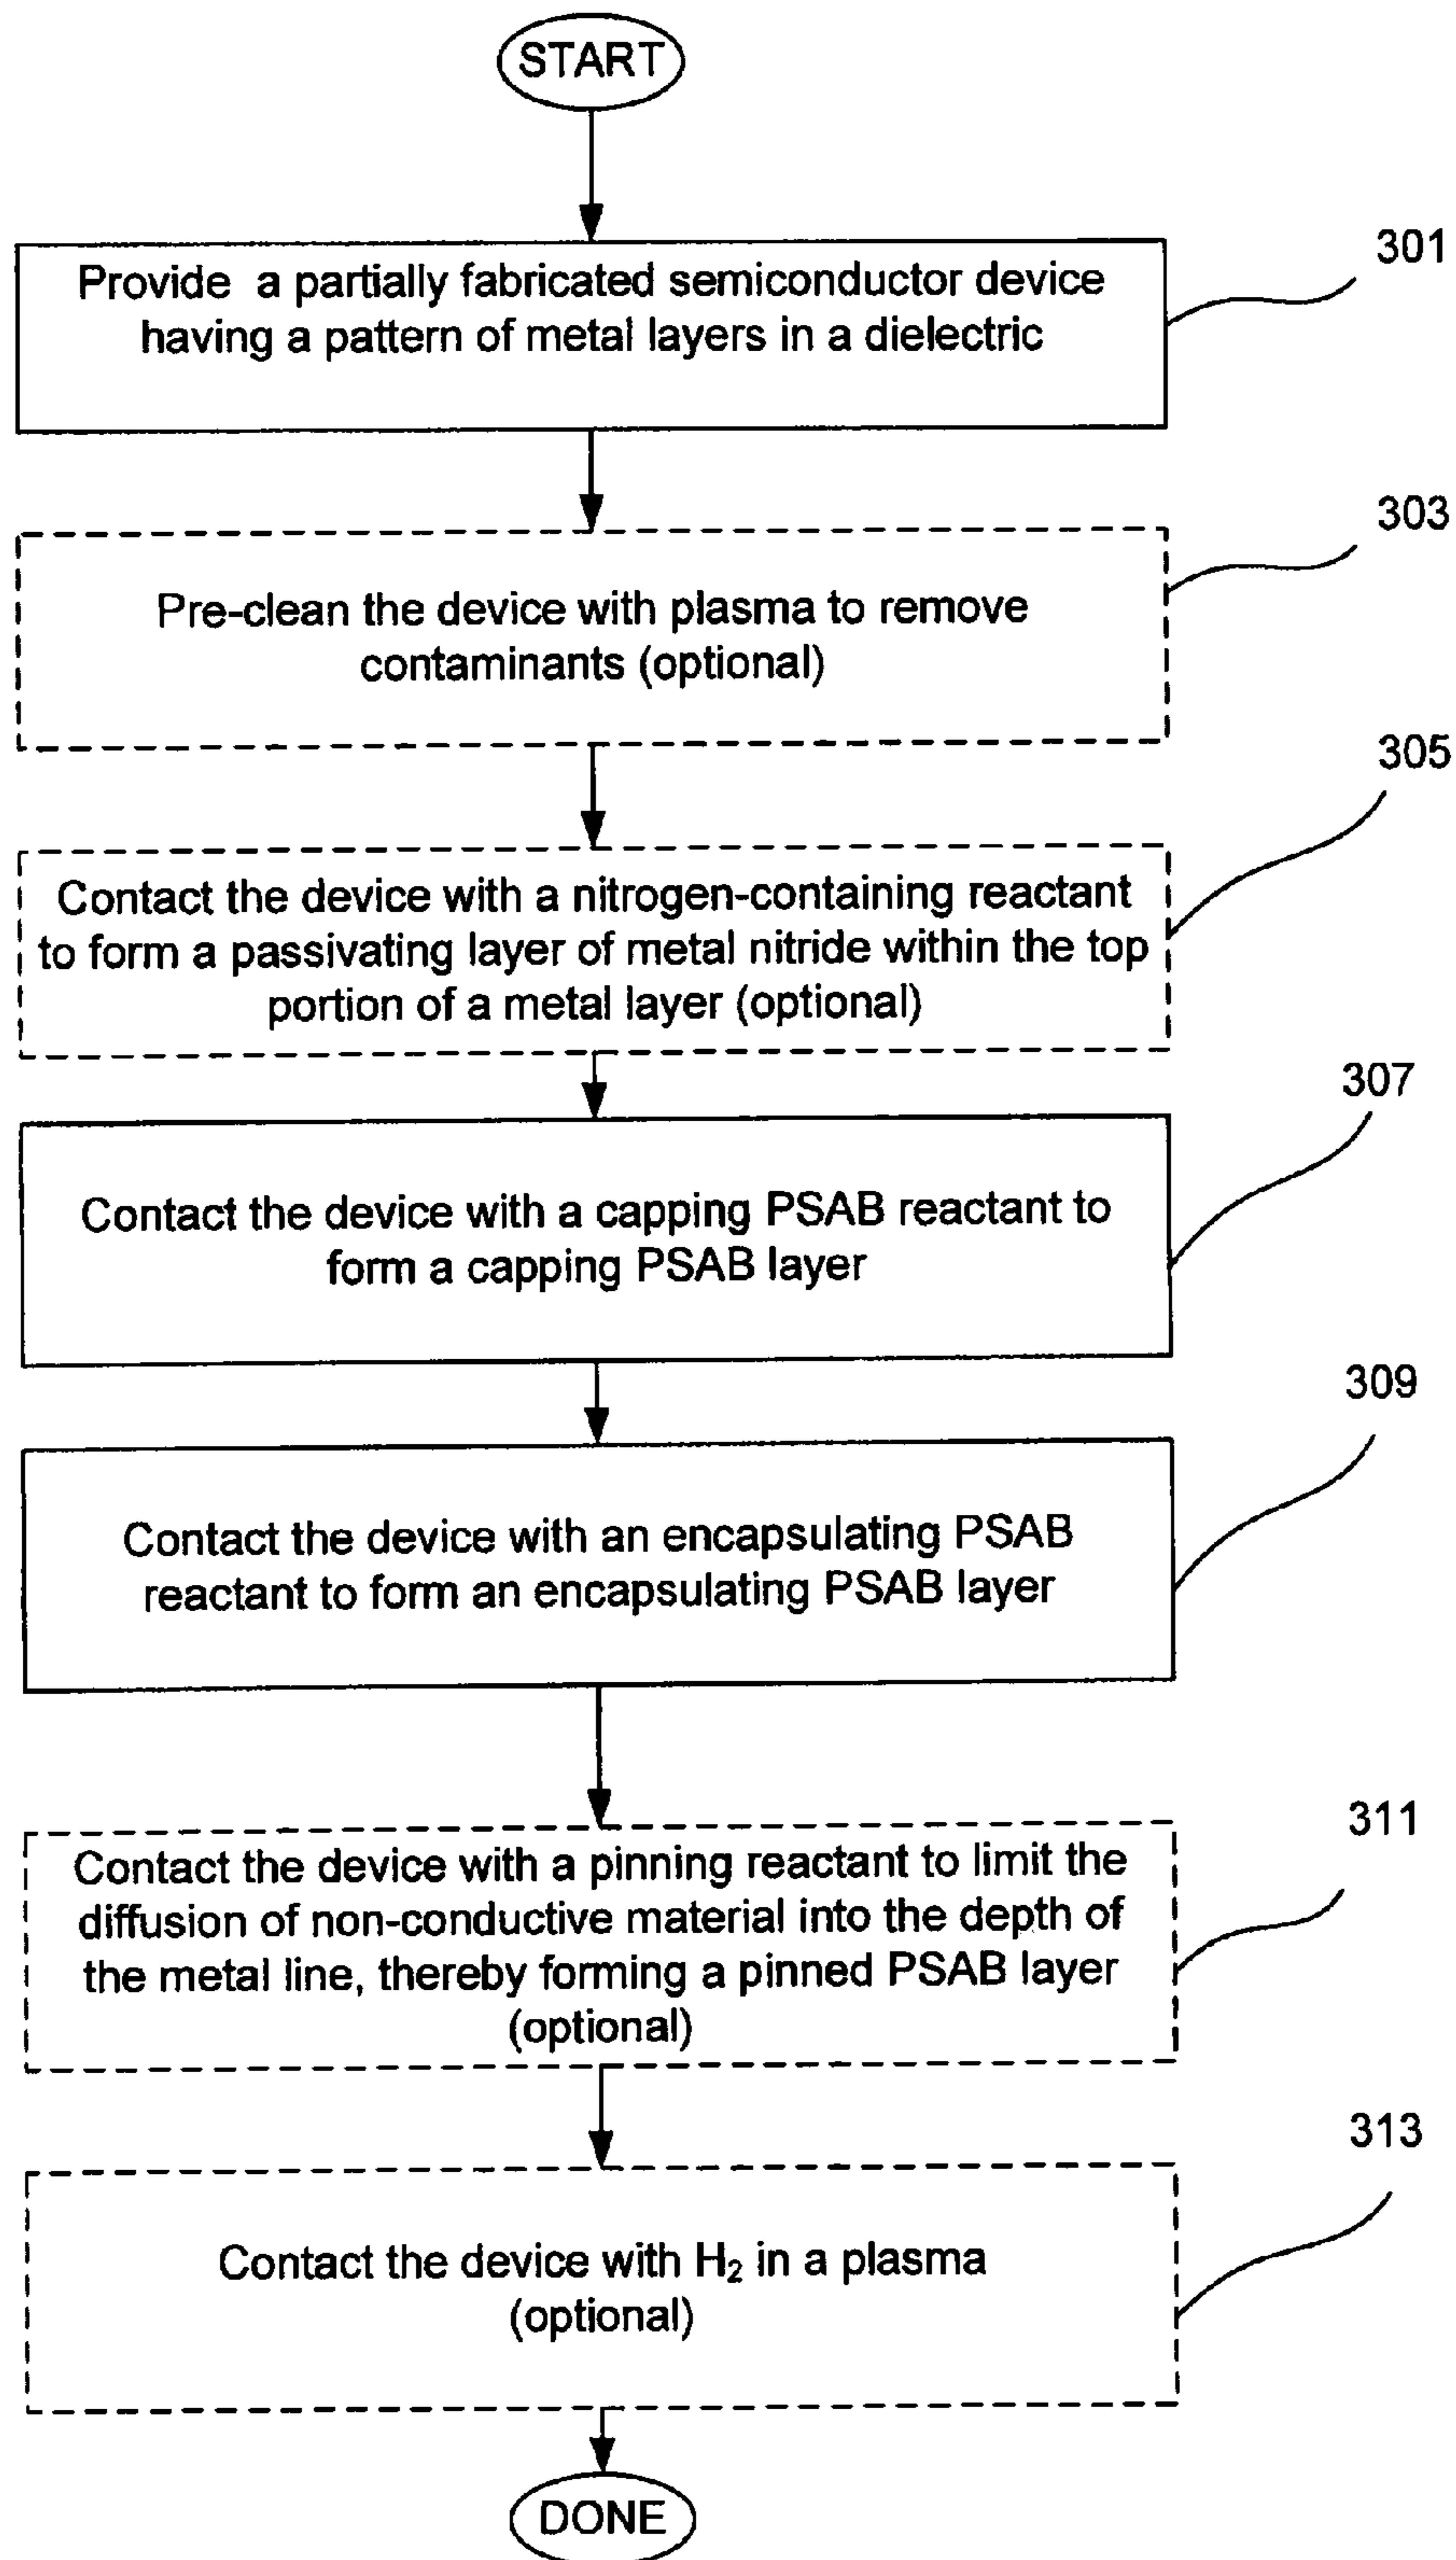 START
301
Provide a partially fabricated semiconductor device
having a pattern of metal layers in a dielectric
303
Pre-clean the device with plasma to remove
contaminants (optional)
305
Contact the device with a nitrogen-containing reactant
to form a passivating layer of metal nitride within the top
portion of a metal layer (optional)
307
Contact the device with a capping PSAB reactant to
form a capping PSAB layer
309
Contact the device with an encapsulating PSAB
reactant to form an encapsulating PSAB layer
311
Contact the device with a pinning reactant to limit the
diffusion of non-conductive material into the depth of
the metal line, thereby forming a pinned PSAB layer
(optional)
313
Contact the device with H₂ in a plasma
(optional)
DONE